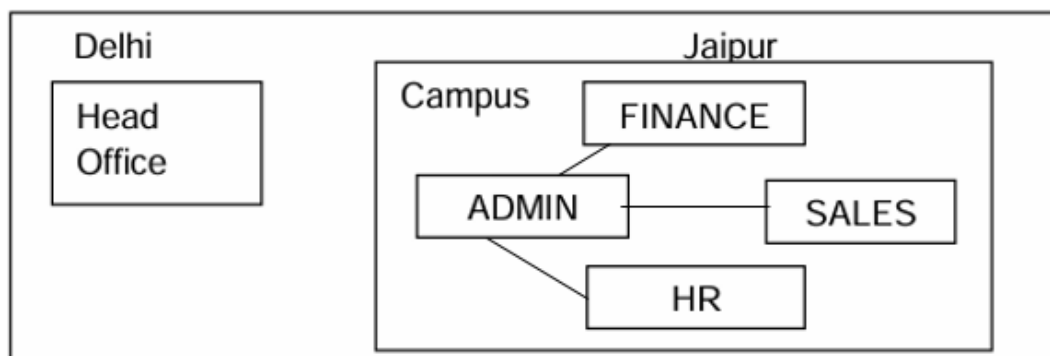 Delhi
Jaipur
Head
Office
Campus
FINANCE
ADMIN
SALES
HR